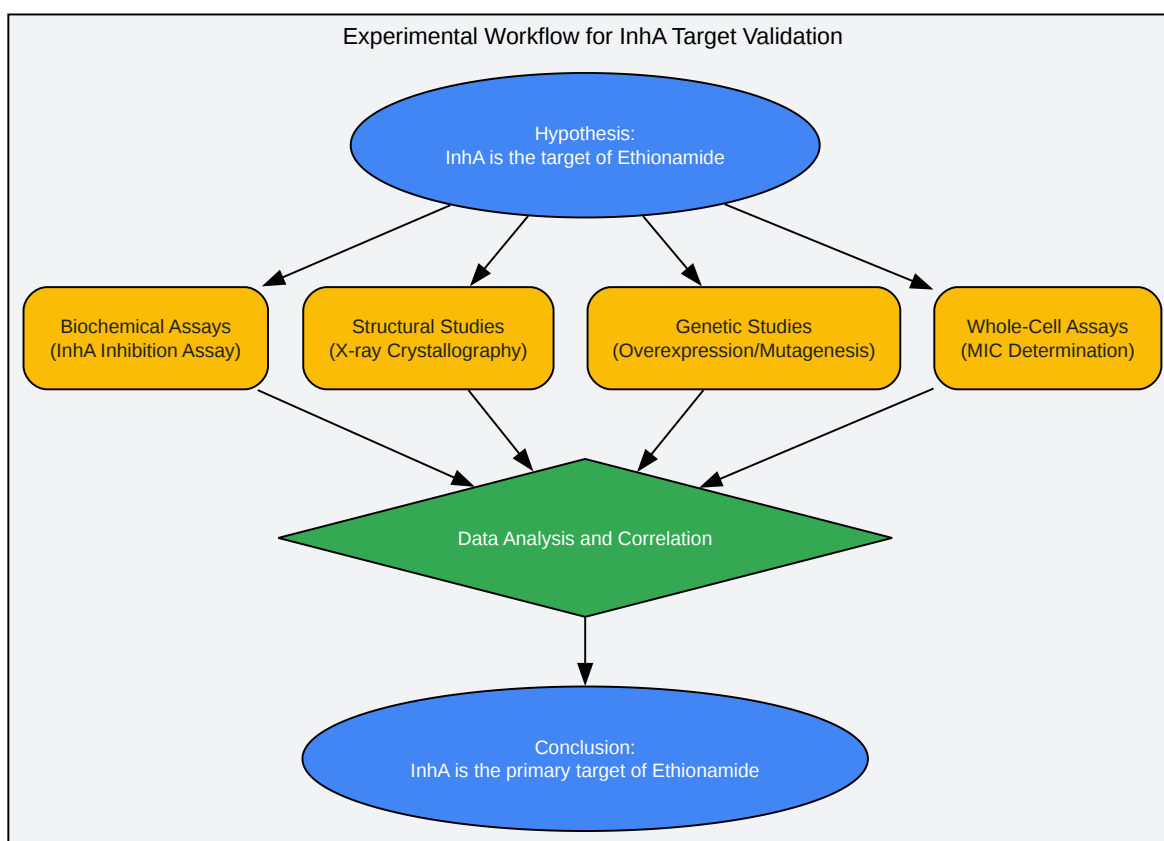 Experimental Workflow for InhA Target Validation
Hypothesis:
InhA is the target of Ethionamide
Biochemical Assays
(InhA Inhibition Assay)
Structural Studies
(X-ray Crystallography)
Genetic Studies
(Overexpression/Mutagenesis)
Whole-Cell Assays
(MIC Determination)
Data Analysis and Correlation
Conclusion:
InhA is the primary target of Ethionamide